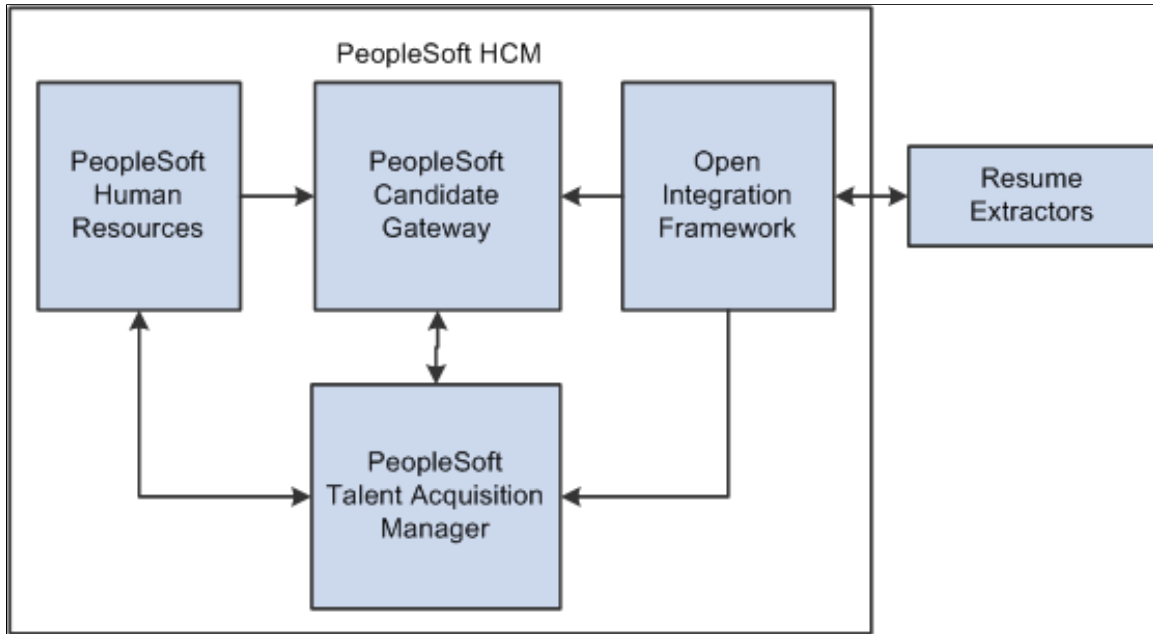 PeopleSoft HCM
PeopleSoft
Human
Resources
PeopleSoft
Candidate
Gateway
Open
Integration
Framework
Resume
Extractors
PeopleSoft
Talent Acquisition
Manager